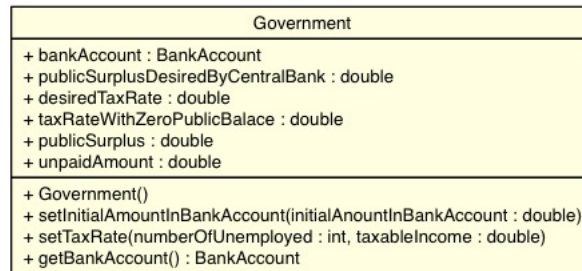 Government
+ bankAccount : BankAccount
+ publicSurplusDesiredByCentralBank : double
+ desiredTaxRate : double
+ taxRateWithZeroPublicBalace : double
+ publicSurplus : double
+ unpaidAmount : double
+ Government()
+ setInitialAmountInBankAccount(initialAnountInBankAccount : double)
+ setTaxRate(numberOfUnemployed : int, taxableIncome : double)
+ getBankAccount() : BankAccount